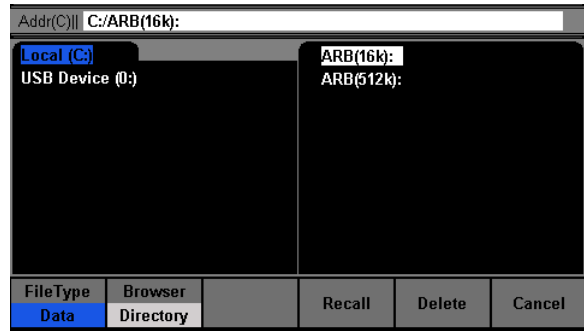 Addr(C)|| C:/ARB(16k):
Local (C:)
USB Device (0:)
ARB(16k):
ARB(512k):
FileType
Data
Browser
Directory
Recall
Delete
Cancel